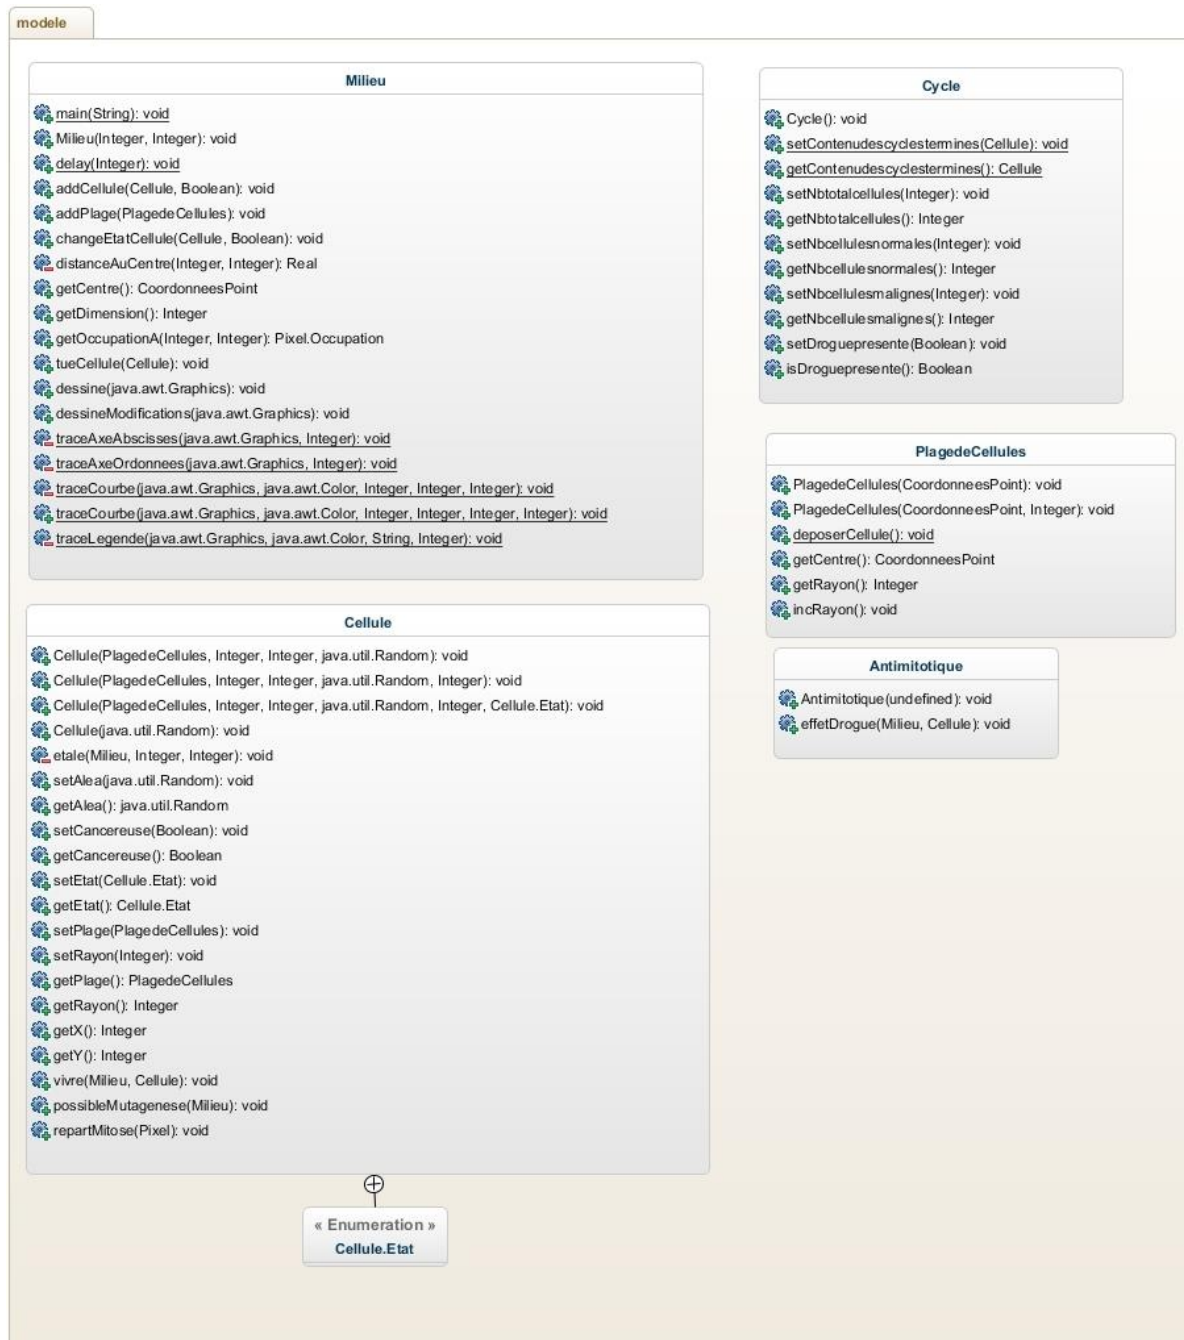 modele
Milieu
main(String): void
Milieu(Integer, Integer): void
delay(Integer): void
addCellule(Cellule, Boolean): void
addPlage(PlagedeCellules): void
changeEtatCellule(Cellule, Boolean): void
distanceAuCentre(Integer, Integer): Real
getCentre(): CoordonneesPoint
getDimension(): Integer
getOccupationA(Integer, Integer): Pixel.Occupation
tueCellule(Cellule): void
dessine(java.awt.Graphics): void
dessineModifications(java.awt.Graphics): void
traceAxeAbscisses(java.awt.Graphics, Integer): void
traceAxeOrdonnees(java.awt.Graphics, Integer): void
traceCourbe(java.awt.Graphics, java.awt.Color, Integer, Integer, Integer): void
traceCourbe(java.awt.Graphics, java.awt.Color, Integer, Integer, Integer, Integer): void
traceLegende(java.awt.Graphics, java.awt.Color, String, Integer): void
Cycle
Cycle(): void
setContenudescyclestermines(Cellule): void
getContenudescyclestermines(): Cellule
setNbtotalcellules(Integer): void
getNbtotalcellules(): Integer
setNbcellulesnormales(Integer): void
getNbcellulesnormales(): Integer
setNbcellulesmalignes(Integer): void
getNbcellulesmalignes(): Integer
setDroguepresente(Boolean): void
isDroguepresente(): Boolean
PlagedeCellules
PlagedeCellules(CoordonneesPoint): void
PlagedeCellules(CoordonneesPoint, Integer): void
deposerCellule(): void
getCentre(): CoordonneesPoint
getRayon(): Integer
incRayon(): void
Cellule
Cellule(PlagedeCellules, Integer, Integer, java.util.Random): void
Cellule(PlagedeCellules, Integer, Integer, java.util.Random, Integer): void
Cellule(PlagedeCellules, Integer, Integer, java.util.Random, Integer, Cellule.Etat): void
Cellule(java.util.Random): void
etale(Milieu, Integer, Integer): void
setAlea(java.util.Random): void
getAlea(): java.util.Random
setCancereuse(Boolean): void
getCancereuse(): Boolean
setEtat(Cellule.Etat): void
getEtat(): Cellule.Etat
setPlage(PlagedeCellules): void
setRayon(Integer): void
getPlage(): PlagedeCellules
getRayon(): Integer
getX(): Integer
getY(): Integer
vivre(Milieu, Cellule): void
possibleMutagenese(Milieu): void
repartMitose(Pixel): void
Antimitotique
Antimitotique(undefined): void
effetDrogue(Milieu, Cellule): void
« Enumeration »
Cellule.Etat